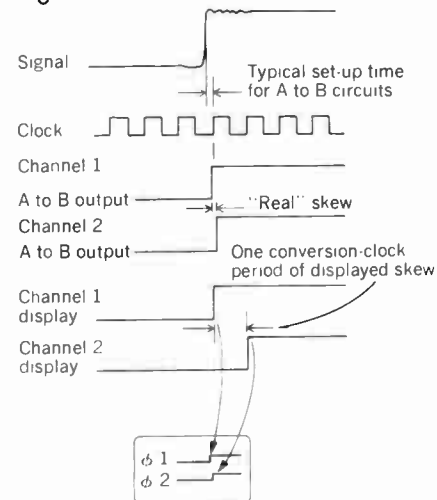 Signal
Typical set-up time
for A to B circuits
Clock
Channel 1
A to B output
"Real" skew
Channel 2
A to B output
One conversion-clock
period of displayed skew
Channel 1
display
Channel 2
display
ϕ 1
ϕ 2